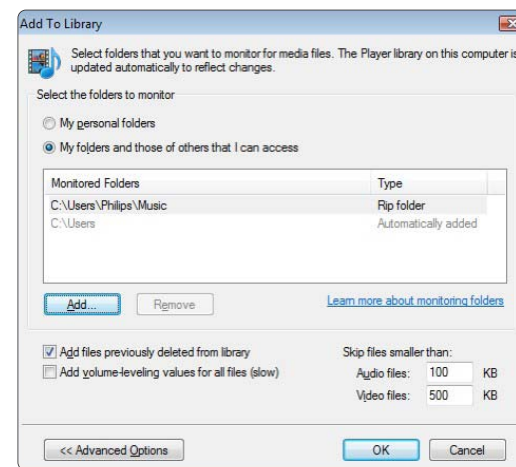 Add To Library
Select folders that you want to monitor for media files. The Player library on this computer is
updated automatically to reflect changes.
Select the folders to monitor
My personal folders
My folders and those of others that I can access
Monitored Folders Type
C:\Users\Philips\Music Rip folder
C:\Users Automatically added
Add... Remove Learn more about monitoring folders
Add files previously deleted from library Skip files smaller than:
Add volume-leveling values for all files (slow) Audio files: 100 KB
Video files: 500 KB
<< Advanced Options OK Cancel